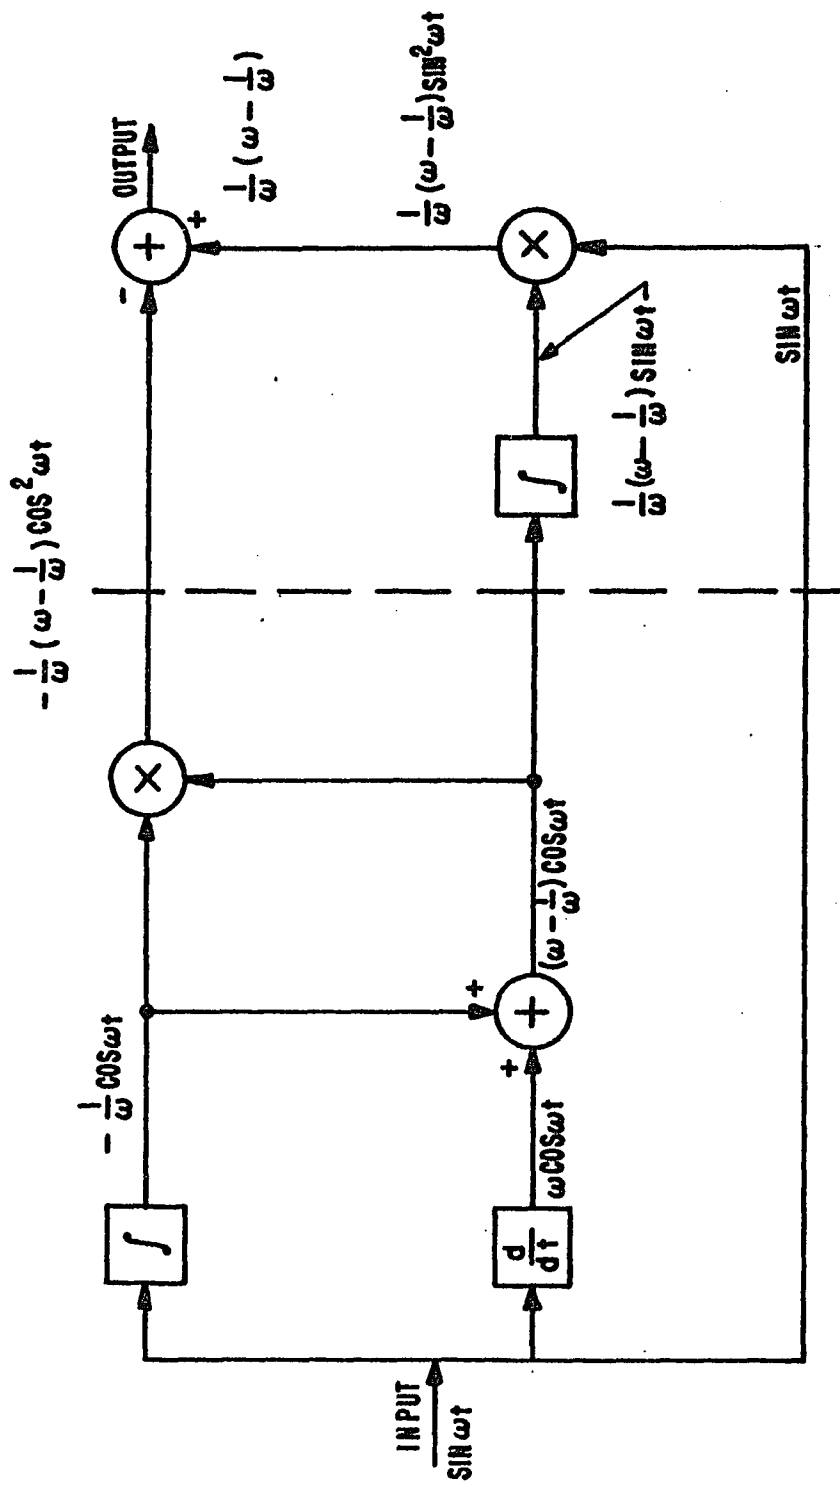 INPUT
SIN ωt
∫
d/dt
- 1/ω COS ωt
ω COS ωt
+
+
+
(ω - 1/ω) COS ωt
×
- 1/ω (ω - 1/ω) COS² ωt
∫
1/ω (ω - 1/ω) SIN ωt
×
SIN ωt
1/ω (ω - 1/ω) SIN² ωt
-
+
+
OUTPUT
1/ω (ω - 1/ω)